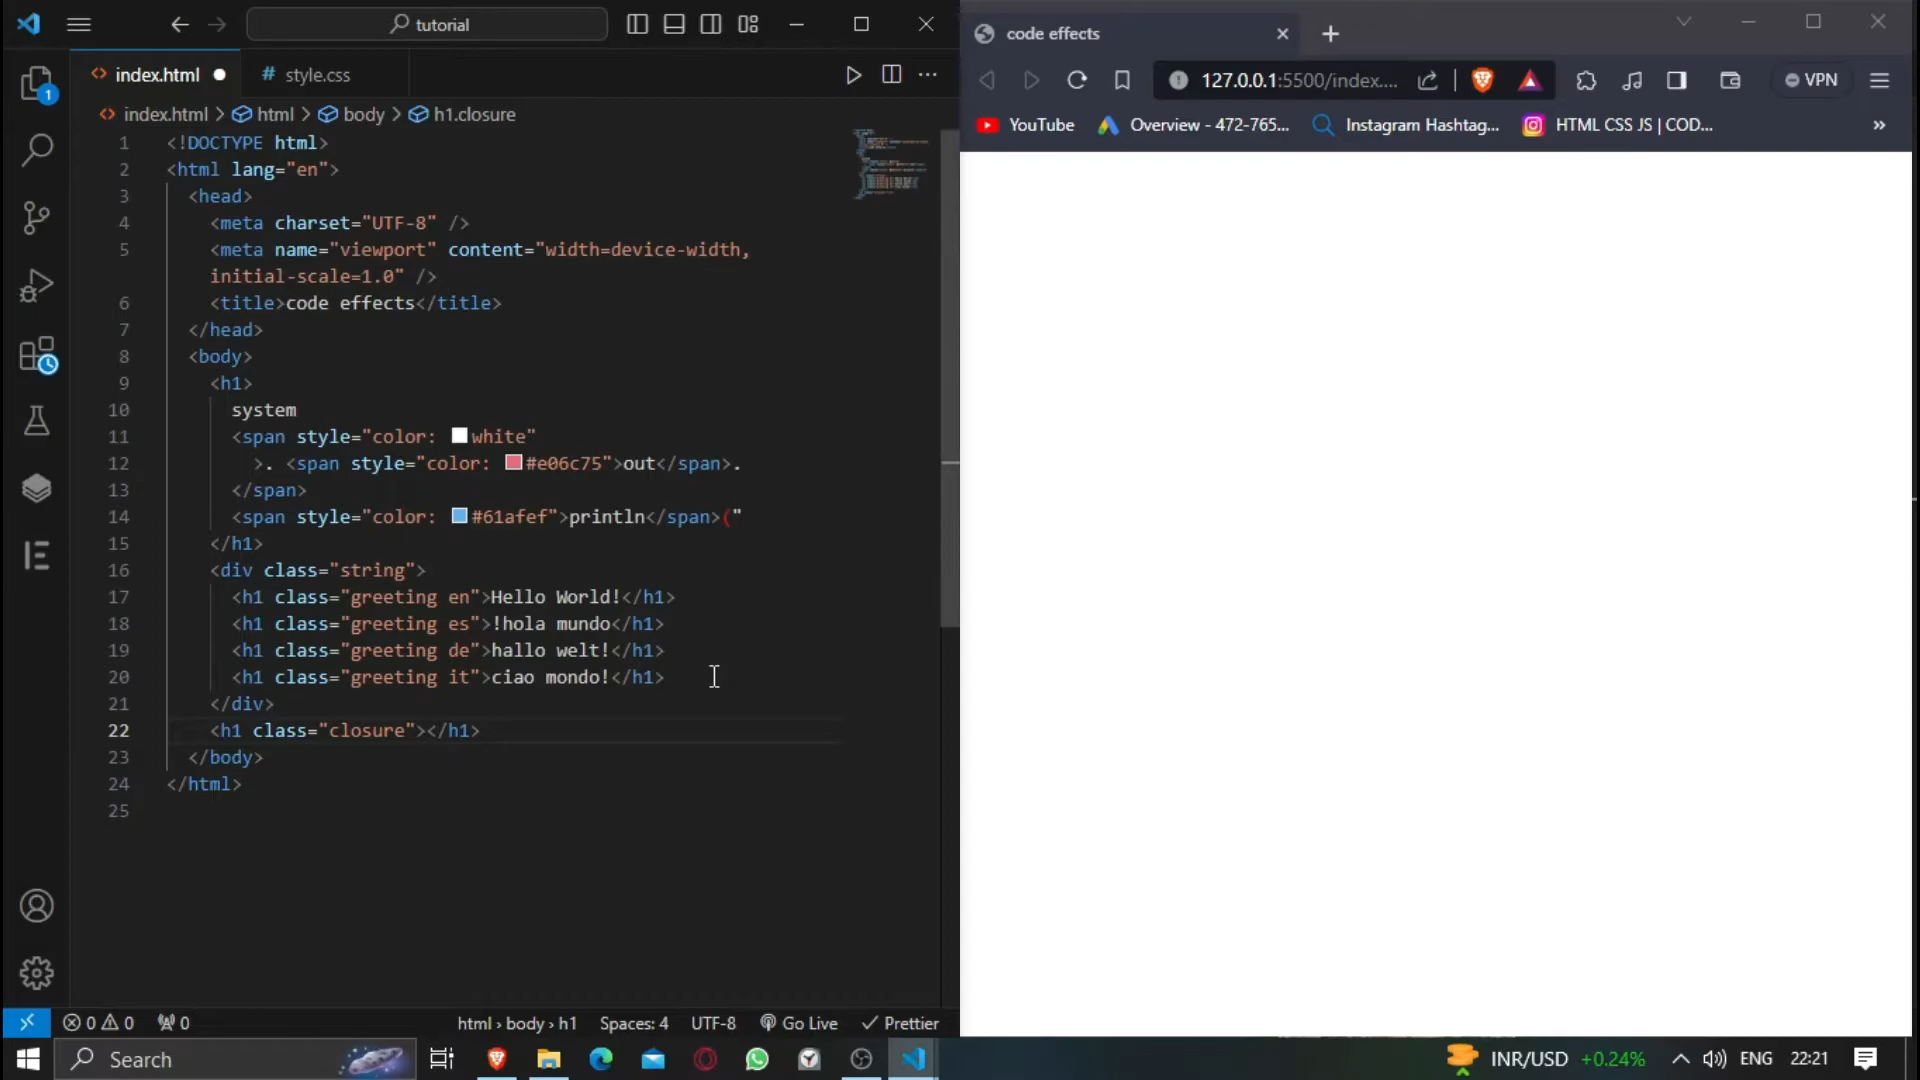 tutorial
index.html
# style.css
index.html > html > body > h1.closure
1 <!DOCTYPE html>
2 <html lang="en">
3 <head>
4 <meta charset="UTF-8" />
5 <meta name="viewport" content="width=device-width,
initial-scale=1.0" />
6 <title>code effects</title>
7 </head>
8 <body>
9 <h1>
10 system
11 <span style="color: white"
12 >. <span style="color: #e06c75">out</span>.
13 </span>
14 <span style="color: #61afef">println</span>("
15 </h1>
16 <div class="string">
17 <h1 class="greeting en">Hello World!</h1>
18 <h1 class="greeting es">!hola mundo</h1>
19 <h1 class="greeting de">hallo welt!</h1>
20 <h1 class="greeting it">ciao mondo!</h1>
21 </div>
22 <h1 class="closure"></h1>
23 </body>
24 </html>
25
1
0 0 0
html › body › h1 Spaces: 4 UTF-8 Go Live Prettier
code effects
127.0.0.1:5500/index....
VPN
YouTube Overview - 472-765... Instagram Hashtag... HTML CSS JS | COD... »
Search
INR/USD +0.24% ENG 22:21